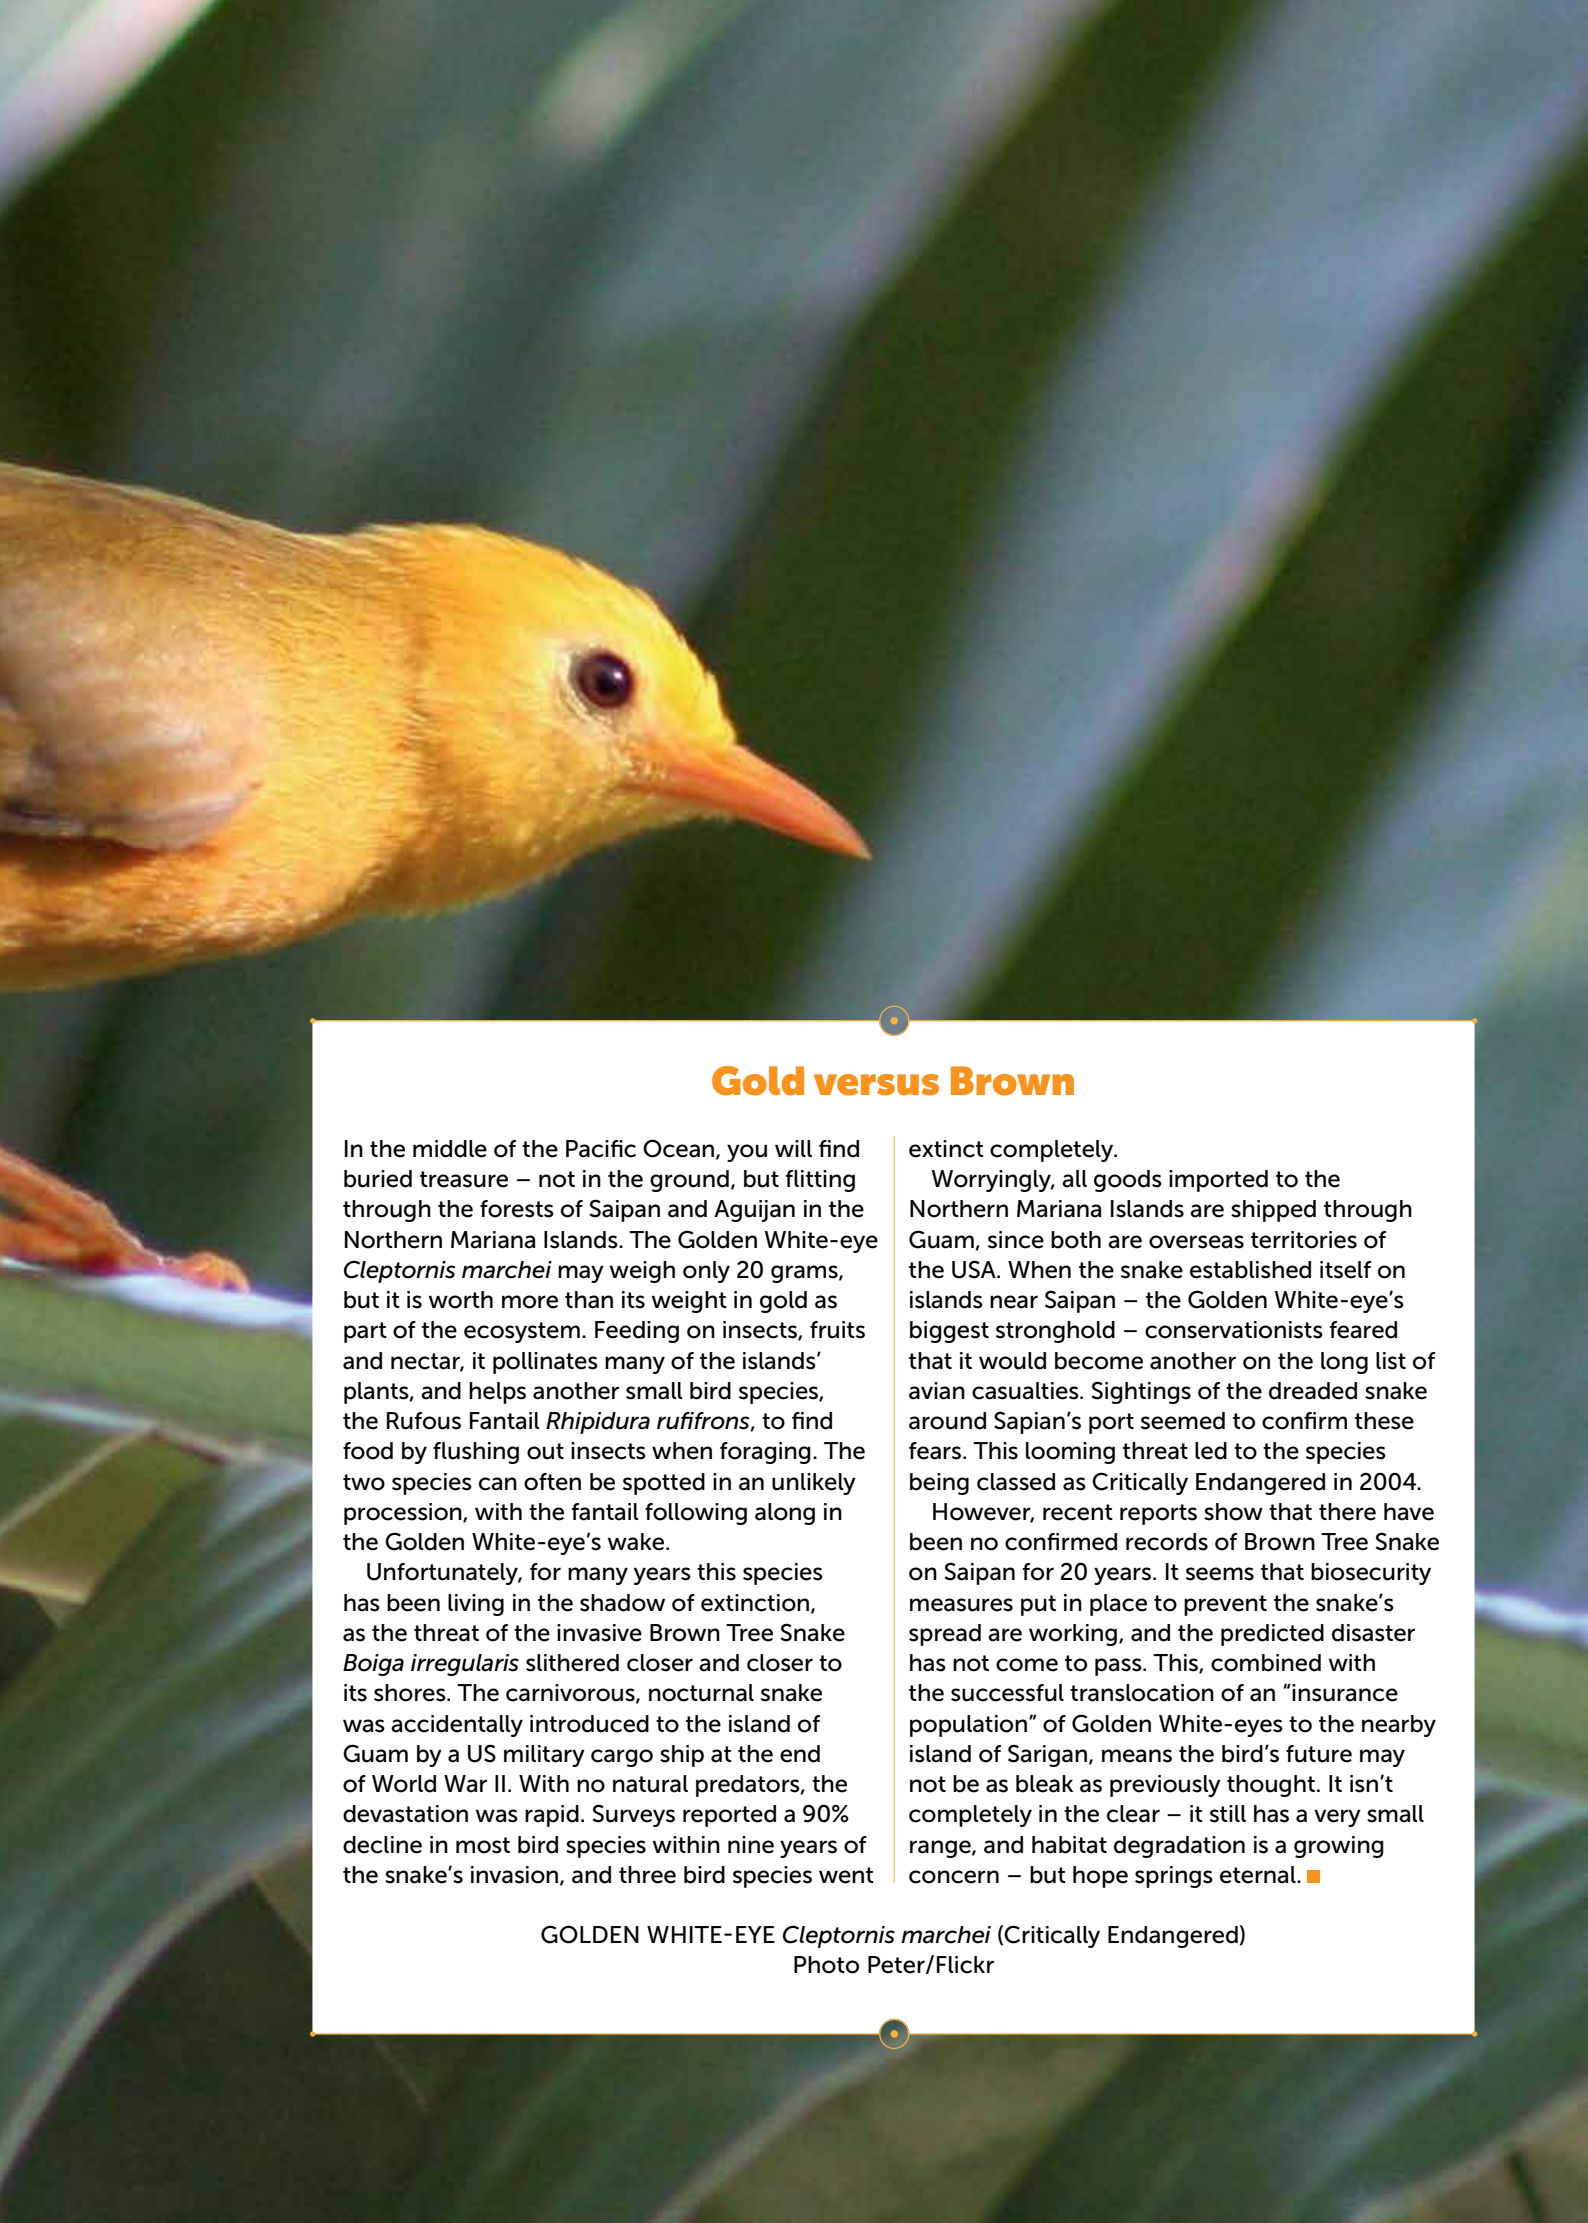 Gold versus Brown
In the middle of the Pacific Ocean, you will find
buried treasure – not in the ground, but flitting
through the forests of Saipan and Aguijan in the
Northern Mariana Islands. The Golden White-eye
Cleptornis marchei may weigh only 20 grams,
but it is worth more than its weight in gold as
part of the ecosystem. Feeding on insects, fruits
and nectar, it pollinates many of the islands’
plants, and helps another small bird species,
the Rufous Fantail Rhipidura rufifrons, to find
food by flushing out insects when foraging. The
two species can often be spotted in an unlikely
procession, with the fantail following along in
the Golden White-eye’s wake.
Unfortunately, for many years this species
has been living in the shadow of extinction,
as the threat of the invasive Brown Tree Snake
Boiga irregularis slithered closer and closer to
its shores. The carnivorous, nocturnal snake
was accidentally introduced to the island of
Guam by a US military cargo ship at the end
of World War II. With no natural predators, the
devastation was rapid. Surveys reported a 90%
decline in most bird species within nine years of
the snake’s invasion, and three bird species went
extinct completely.
Worryingly, all goods imported to the
Northern Mariana Islands are shipped through
Guam, since both are overseas territories of
the USA. When the snake established itself on
islands near Saipan – the Golden White-eye’s
biggest stronghold – conservationists feared
that it would become another on the long list of
avian casualties. Sightings of the dreaded snake
around Sapian’s port seemed to confirm these
fears. This looming threat led to the species
being classed as Critically Endangered in 2004.
However, recent reports show that there have
been no confirmed records of Brown Tree Snake
on Saipan for 20 years. It seems that biosecurity
measures put in place to prevent the snake’s
spread are working, and the predicted disaster
has not come to pass. This, combined with
the successful translocation of an “insurance
population” of Golden White-eyes to the nearby
island of Sarigan, means the bird’s future may
not be as bleak as previously thought. It isn’t
completely in the clear – it still has a very small
range, and habitat degradation is a growing
concern – but hope springs eternal.
GOLDEN WHITE-EYE Cleptornis marchei (Critically Endangered)
Photo Peter/Flickr